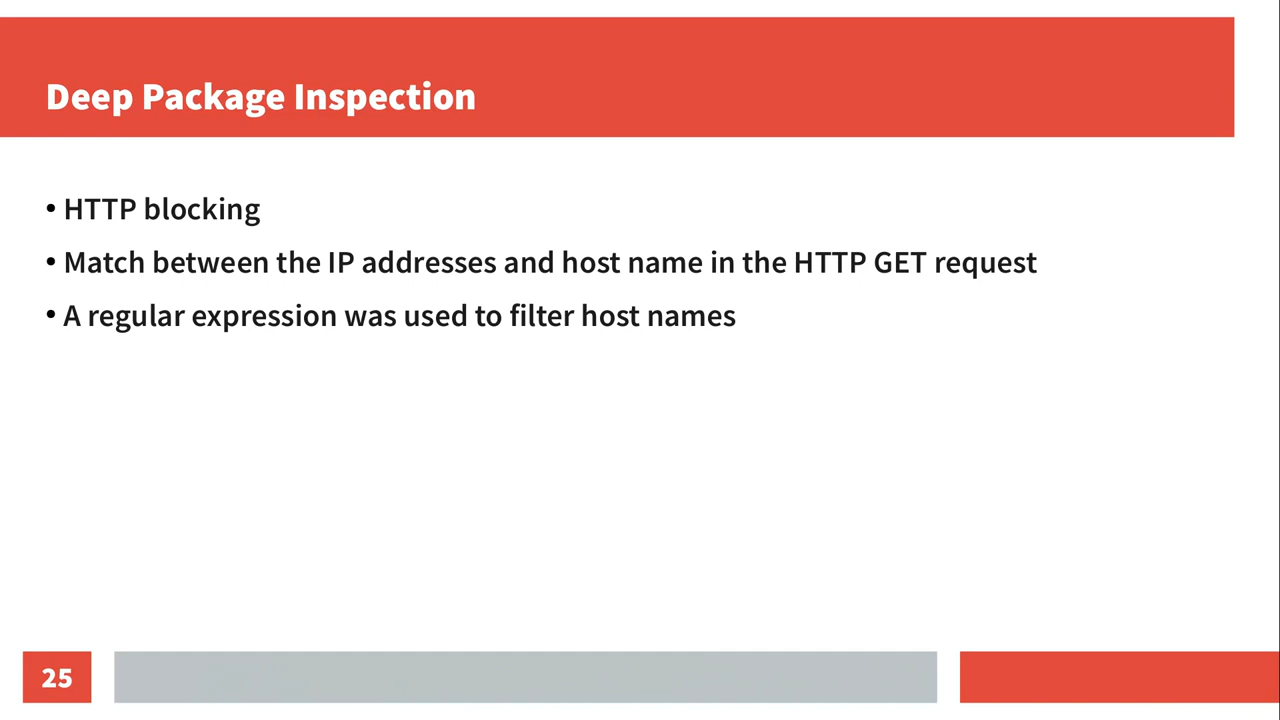 Deep Package Inspection
• HTTP blocking
• Match between the IP addresses and host name in the HTTP GET request
• A regular expression was used to filter host names
25